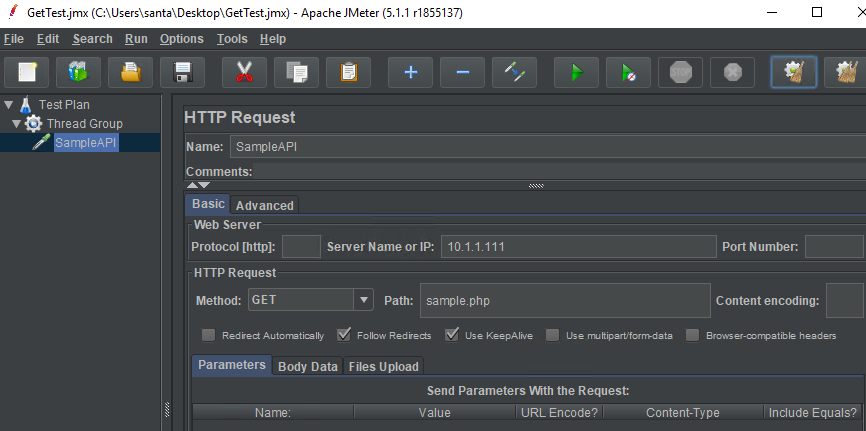 GetTest.jmx (C:\Users\santa\Desktop\GetTest.jmx) - Apache JMeter (5.1.1 r1855137)
File Edit Search Run Options Tools Help
STOP
Test Plan
Thread Group
SampleAPI
HTTP Request
Name: SampleAPI
Comments:
Basic Advanced
Web Server
Protocol [http]: Server Name or IP: 10.1.1.111 Port Number:
HTTP Request
Method: GET Path: sample.php Content encoding:
Redirect Automatically Follow Redirects Use KeepAlive Use multipart/form-data Browser-compatible headers
Parameters Body Data Files Upload
Send Parameters With the Request:
Name: Value URL Encode? Content-Type Include Equals?